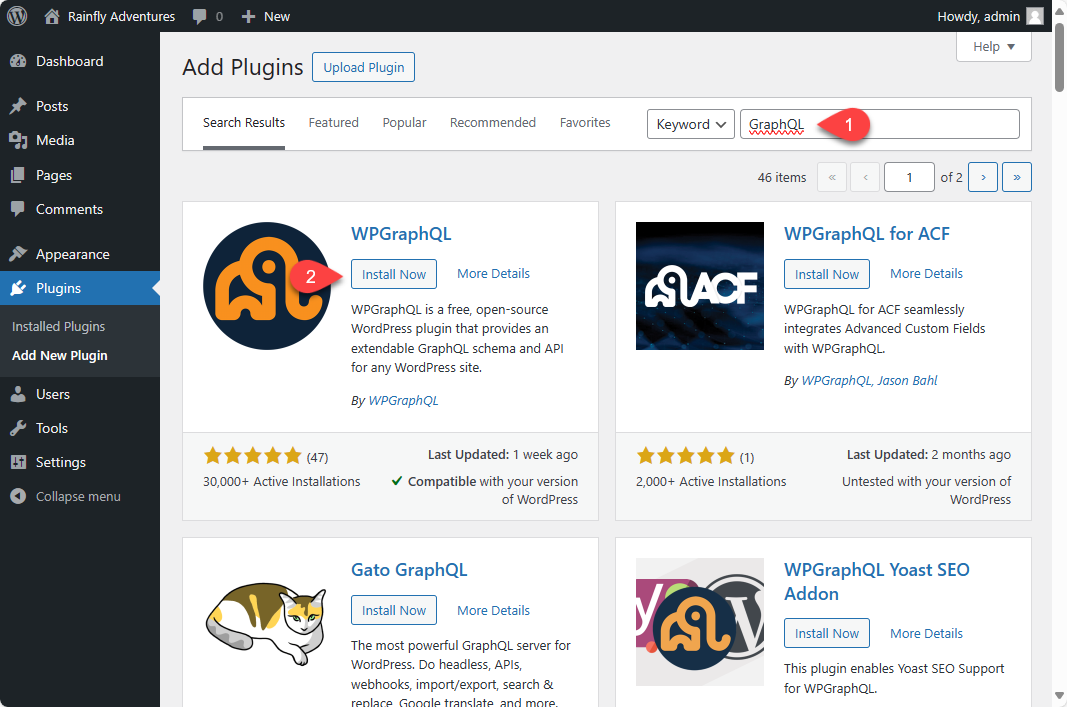 Rainfly Adventures
0
New
Howdy, admin
Dashboard
Posts
Media
Pages
Comments
Appearance
Plugins
Installed Plugins
Add New Plugin
Users
Tools
Settings
Collapse menu
Help
Add Plugins
Upload Plugin
Search Results
Featured
Popular
Recommended
Favorites
Keyword
GraphQL
1
46 items
«
‹
1
of 2
›
»
WPGraphQL
2
Install Now
More Details
WPGraphQL is a free, open-source
WordPress plugin that provides an
extendable GraphQL schema and API
for any WordPress site.
By WPGraphQL
(47)
30,000+ Active Installations
Last Updated: 1 week ago
Compatible with your version
of WordPress
ACF
WPGraphQL for ACF
Install Now
More Details
WPGraphQL for ACF seamlessly
integrates Advanced Custom Fields
with WPGraphQL.
By WPGraphQL, Jason Bahl
(1)
2,000+ Active Installations
Last Updated: 2 months ago
Untested with your version of
WordPress
Gato GraphQL
Install Now
More Details
The most powerful GraphQL server for
WordPress. Do headless, APIs,
webhooks, import/export, search &
replace, Google translate, and more.
WPGraphQL Yoast SEO
Addon
Install Now
More Details
This plugin enables Yoast SEO Support
for WPGraphQL.